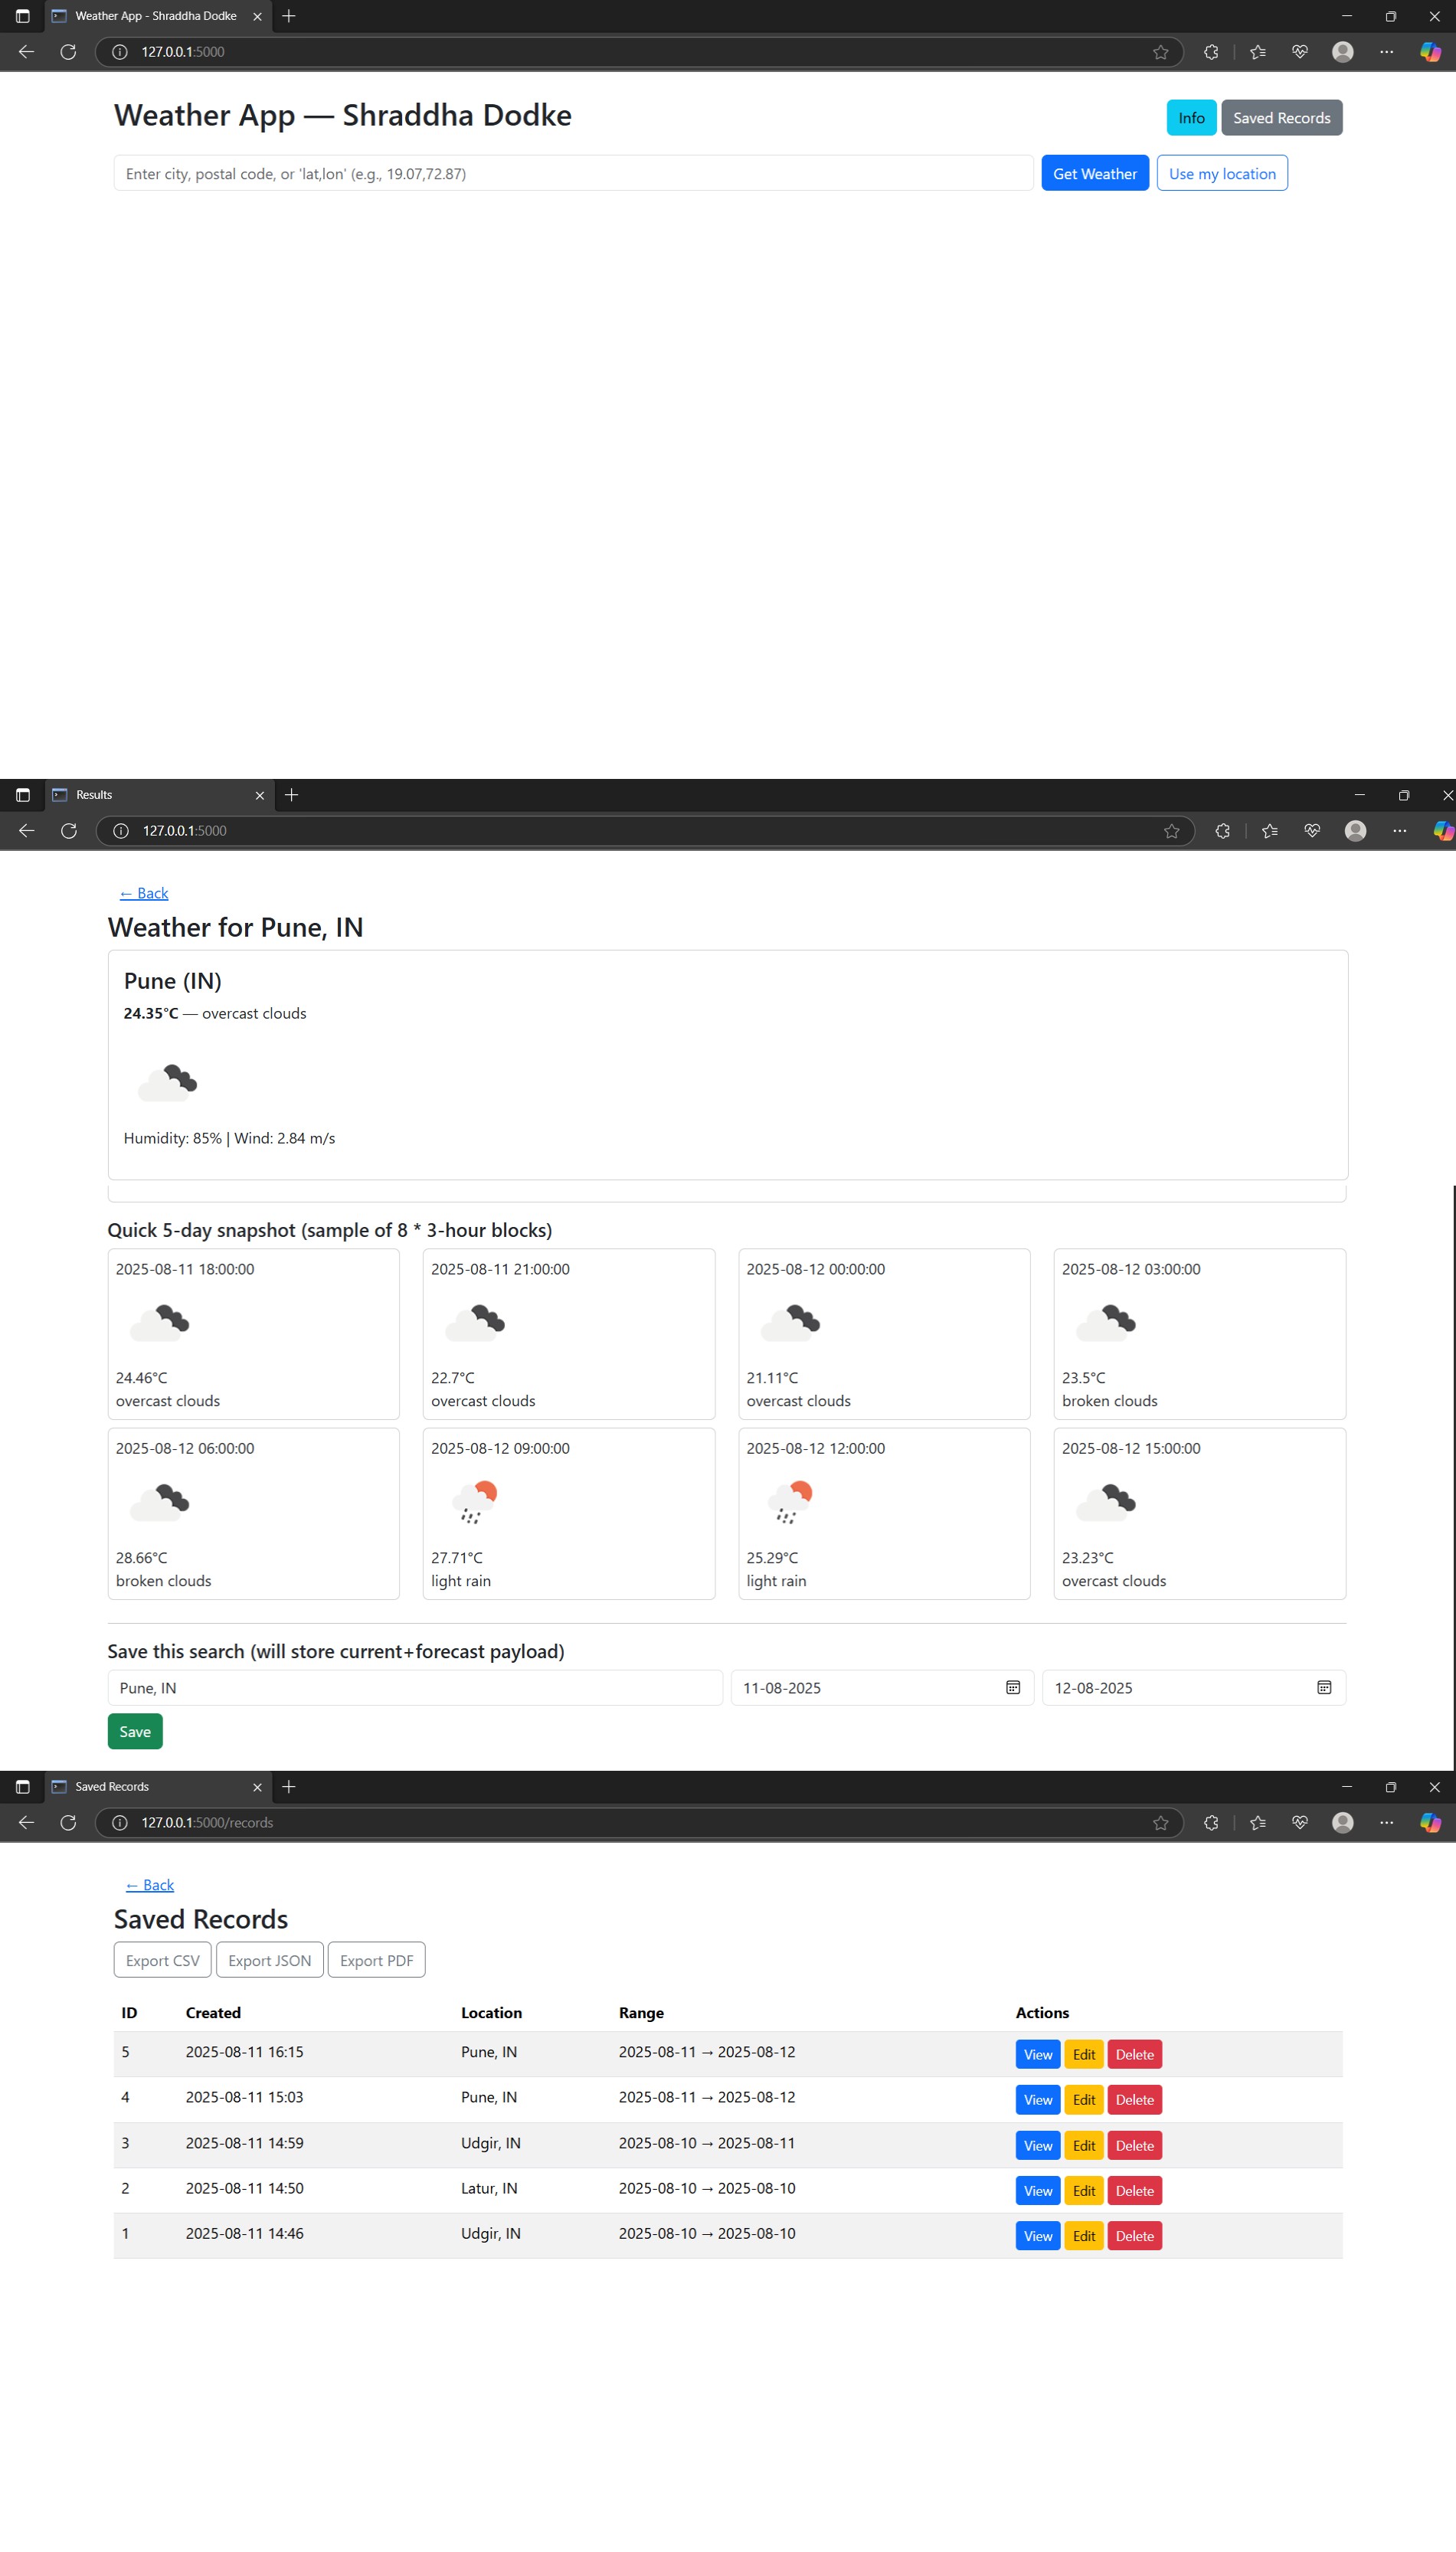 Weather App - Shraddha Dodke
127.0.0.1:5000
Weather App — Shraddha Dodke
Info Saved Records
Enter city, postal code, or 'lat,lon' (e.g., 19.07,72.87) Get Weather Use my location
Results
127.0.0.1:5000
← Back
Weather for Pune, IN
Pune (IN)
24.35°C — overcast clouds
Humidity: 85% | Wind: 2.84 m/s
Quick 5-day snapshot (sample of 8 * 3-hour blocks)
2025-08-11 18:00:00 2025-08-11 21:00:00 2025-08-12 00:00:00 2025-08-12 03:00:00
24.46°C 22.7°C 21.11°C 23.5°C
overcast clouds overcast clouds overcast clouds broken clouds
2025-08-12 06:00:00 2025-08-12 09:00:00 2025-08-12 12:00:00 2025-08-12 15:00:00
28.66°C 27.71°C 25.29°C 23.23°C
broken clouds light rain light rain overcast clouds
Save this search (will store current+forecast payload)
Pune, IN 11-08-2025 12-08-2025
Save
Saved Records
127.0.0.1:5000/records
← Back
Saved Records
Export CSV Export JSON Export PDF
ID Created Location Range Actions
5 2025-08-11 16:15 Pune, IN 2025-08-11 → 2025-08-12 View Edit Delete
4 2025-08-11 15:03 Pune, IN 2025-08-11 → 2025-08-12 View Edit Delete
3 2025-08-11 14:59 Udgir, IN 2025-08-10 → 2025-08-11 View Edit Delete
2 2025-08-11 14:50 Latur, IN 2025-08-10 → 2025-08-10 View Edit Delete
1 2025-08-11 14:46 Udgir, IN 2025-08-10 → 2025-08-10 View Edit Delete